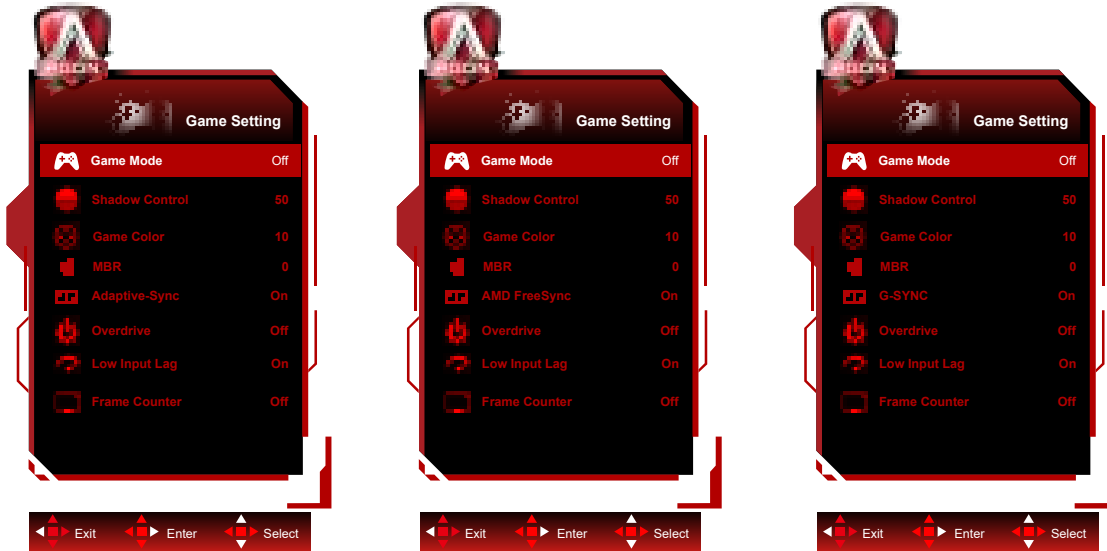 Game Setting
Game Mode Off
Shadow Control 50
Game Color 10
MBR 0
Adaptive-Sync On
Overdrive Off
Low Input Lag On
Frame Counter Off
Exit Enter Select
Game Setting
Game Mode Off
Shadow Control 50
Game Color 10
MBR 0
AMD FreeSync On
Overdrive Off
Low Input Lag On
Frame Counter Off
Exit Enter Select
Game Setting
Game Mode Off
Shadow Control 50
Game Color 10
MBR 0
G-SYNC On
Overdrive Off
Low Input Lag On
Frame Counter Off
Exit Enter Select